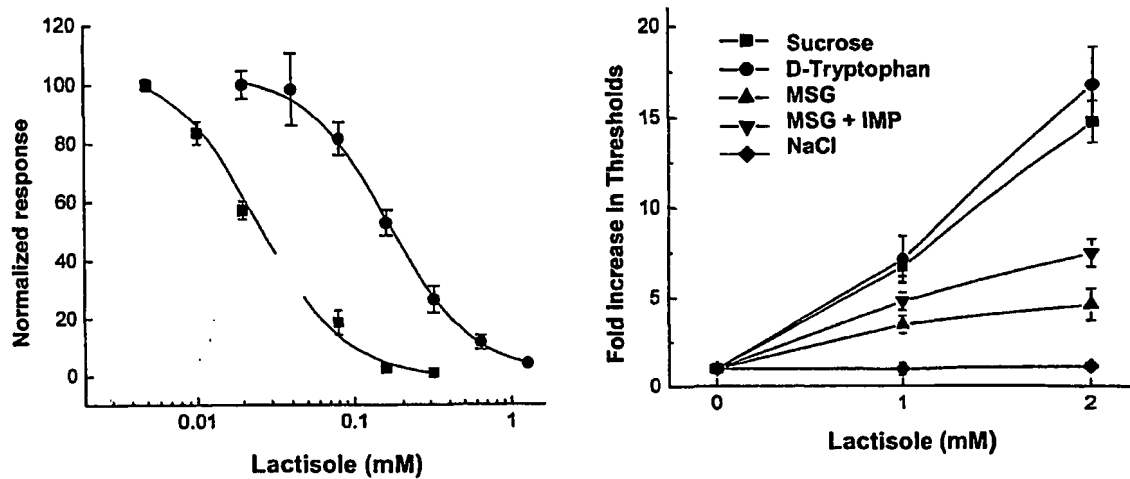 120
100
80
60
40
20
0
Normalized response
0.01
0.1
1
Lactisole (mM)
20
15
10
5
0
Fold Increase in Thresholds
Sucrose
D-Tryptophan
MSG
MSG + IMP
NaCl
0
1
2
Lactisole (mM)